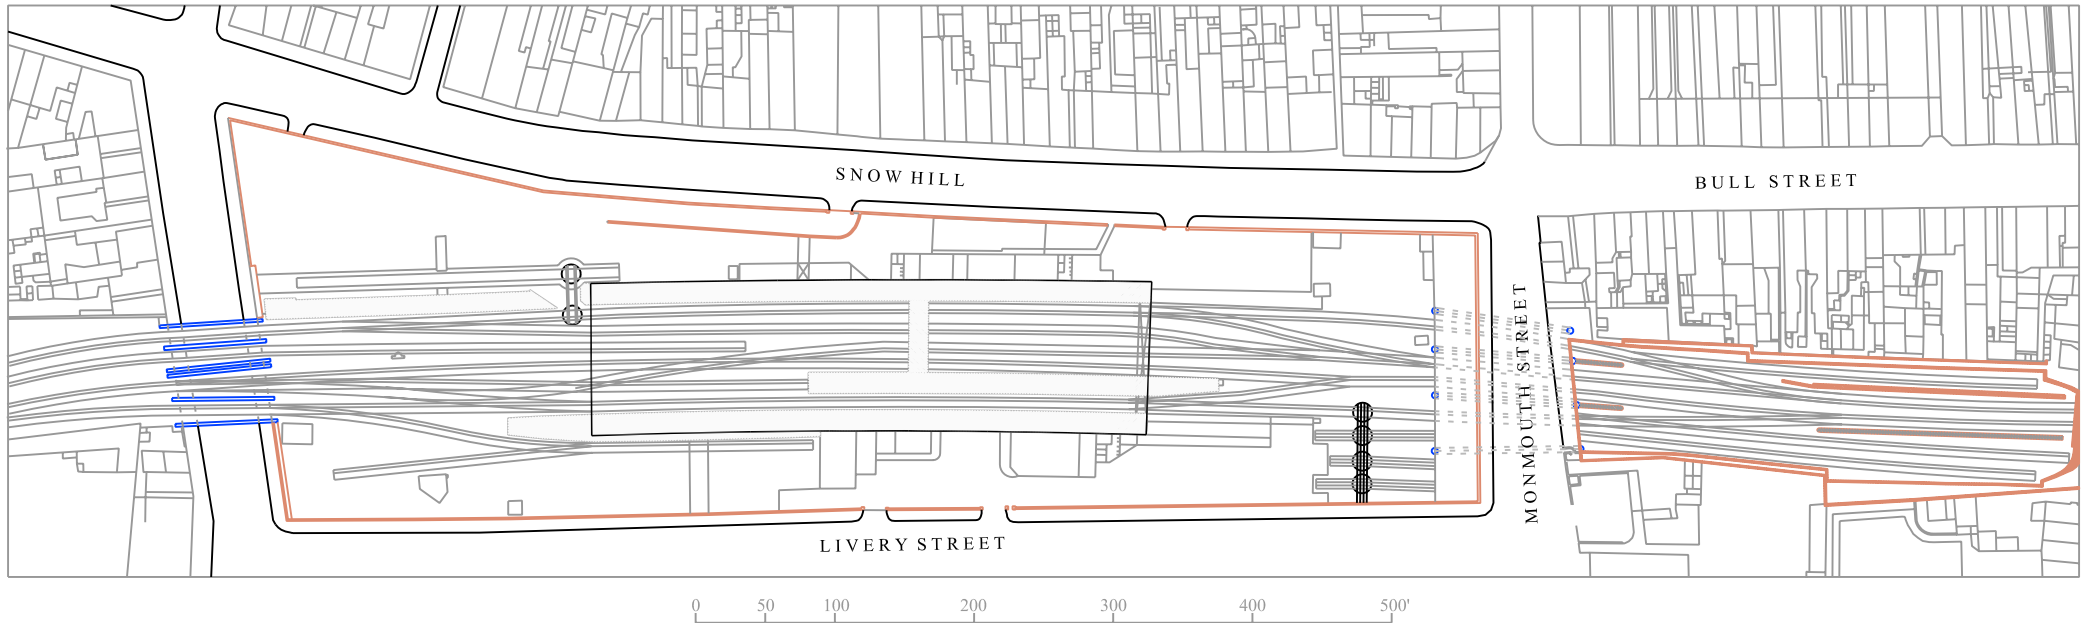 SNOW HILL
BULL STREET
MONMOUTH STREET
LIVERY STREET
0 50 100 200 300 400 500'